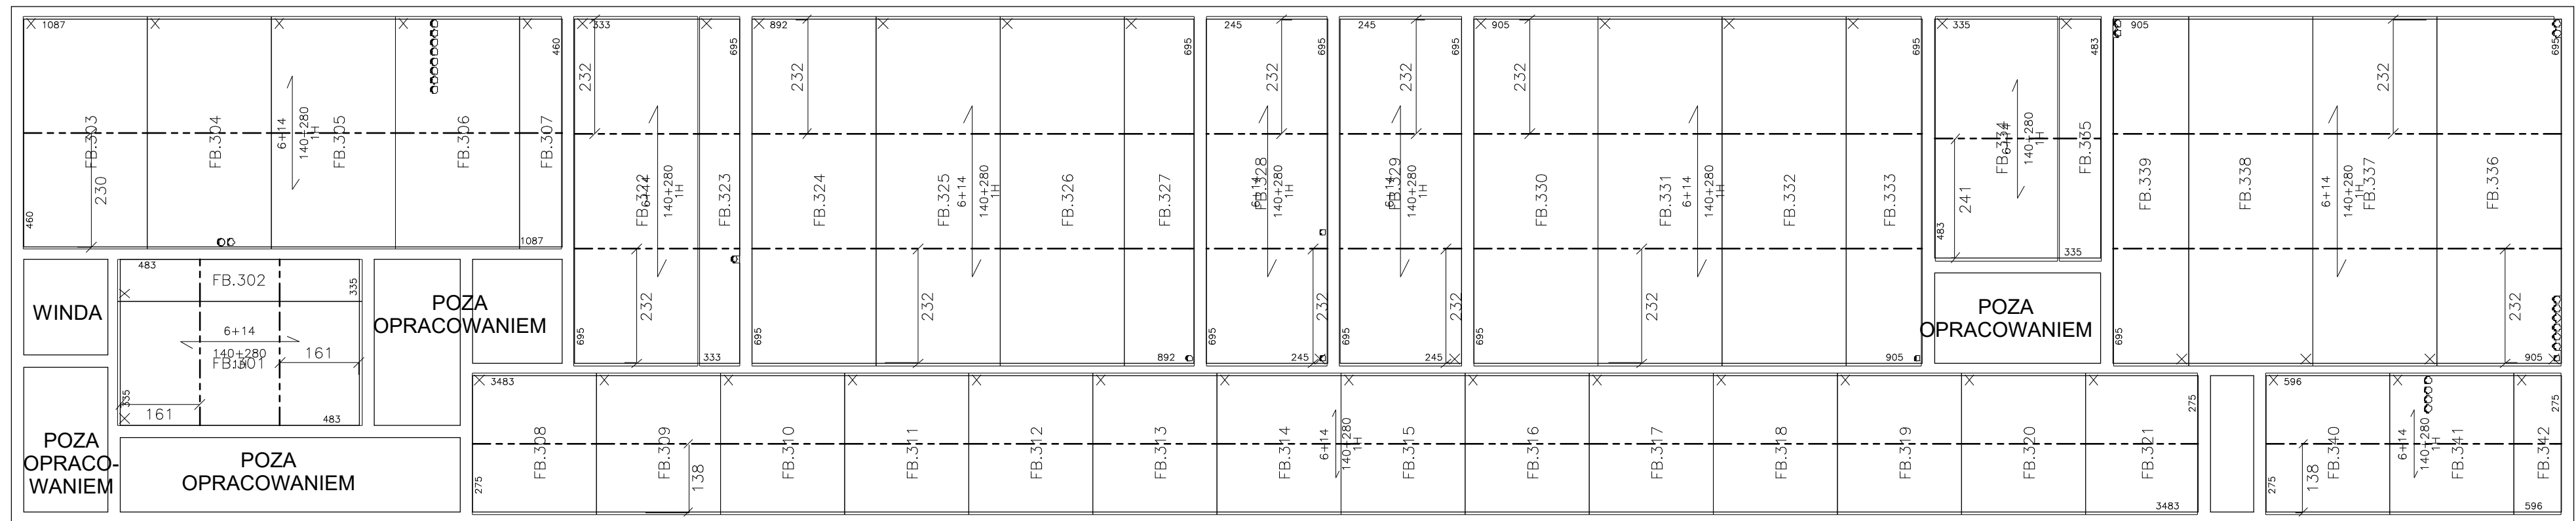 1087
460
FB.303
FB.304
6+14
140+280
1H
FB.305
FB.306
FB.307
230
460
1087
333
695
232
FB.322
6+14
140+280
1H
FB.323
232
695
333
892
695
232
FB.324
FB.325
6+14
140+280
1H
FB.326
FB.327
232
695
892
245
695
232
FB.328
6+14
140+280
1H
232
695
245
245
695
232
FB.329
6+14
140+280
1H
232
695
245
905
695
232
FB.330
FB.331
6+14
140+280
1H
FB.332
FB.333
232
695
905
335
483
FB.334
6+14
140+280
1H
FB.335
241
483
335
905
695
232
FB.339
FB.338
6+14
140+280
1H
FB.337
FB.336
232
695
905
WINDA
483
FB.302
335
6+14
140+280
1H
FB.301
161
335
161
483
POZA
OPRACOWANIEM
POZA
OPRACOWANIEM
POZA
OPRACO-
WANIEM
POZA
OPRACOWANIEM
3483
275
FB.308
FB.309
FB.310
FB.311
FB.312
FB.313
FB.314
6+14
140+280
1H
FB.315
FB.316
FB.317
FB.318
FB.319
FB.320
FB.321
138
275
3483
596
275
FB.340
6+14
140+280
1H
FB.341
FB.342
138
275
596